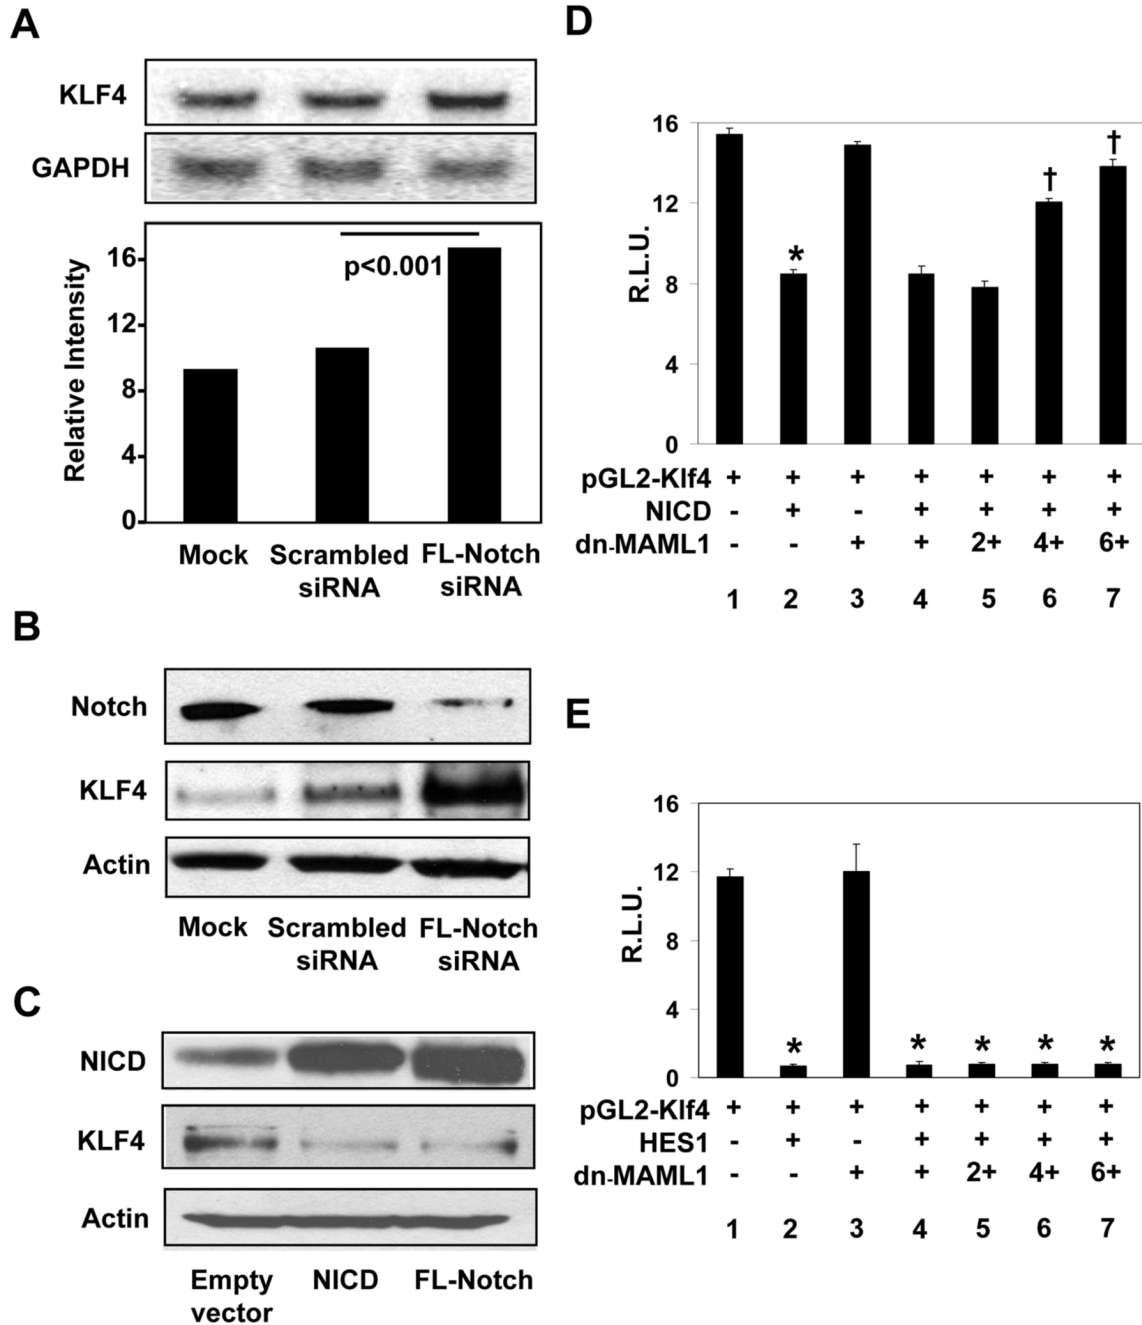 A
KLF4
GAPDH
Relative Intensity
16
12
8
4
0
p<0.001
Mock Scrambled siRNA FL-Notch siRNA
B
Notch
KLF4
Actin
Mock Scrambled siRNA FL-Notch siRNA
C
NICD
KLF4
Actin
Empty vector NICD FL-Notch
D
R.L.U.
16
12
8
4
0
*
†
†
pGL2-Klf4 + + + + + + +
NICD - + - + + + +
dn-MAML1 - - + + 2+ 4+ 6+
1 2 3 4 5 6 7
E
R.L.U.
16
12
8
4
0
* * * * *
pGL2-Klf4 + + + + + + +
HES1 - + - + + + +
dn-MAML1 - - + + 2+ 4+ 6+
1 2 3 4 5 6 7